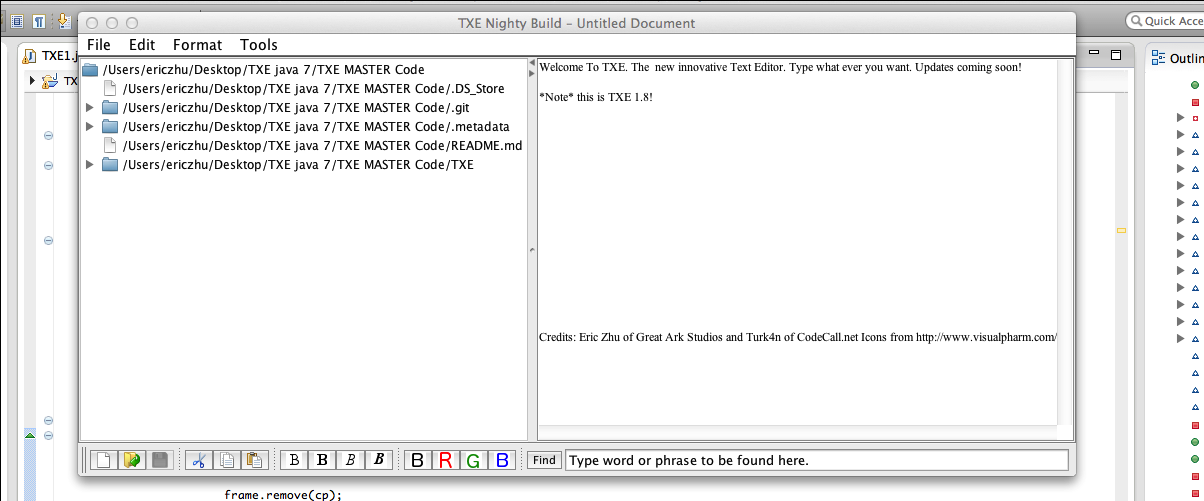 TXE Nighty Build – Untitled Document
Quick Acce
File Edit Format Tools
TXE1.j
Outlin
TX
/Users/ericzhu/Desktop/TXE java 7/TXE MASTER Code
/Users/ericzhu/Desktop/TXE java 7/TXE MASTER Code/.DS_Store
/Users/ericzhu/Desktop/TXE java 7/TXE MASTER Code/.git
/Users/ericzhu/Desktop/TXE java 7/TXE MASTER Code/.metadata
/Users/ericzhu/Desktop/TXE java 7/TXE MASTER Code/README.md
/Users/ericzhu/Desktop/TXE java 7/TXE MASTER Code/TXE
Welcome To TXE. The  new innovative Text Editor. Type what ever you want. Updates coming soon!
*Note* this is TXE 1.8!
Credits: Eric Zhu of Great Ark Studios and Turk4n of CodeCall.net Icons from http://www.visualpharm.com/
B B B B B R G B Find Type word or phrase to be found here.
frame.remove(cp);